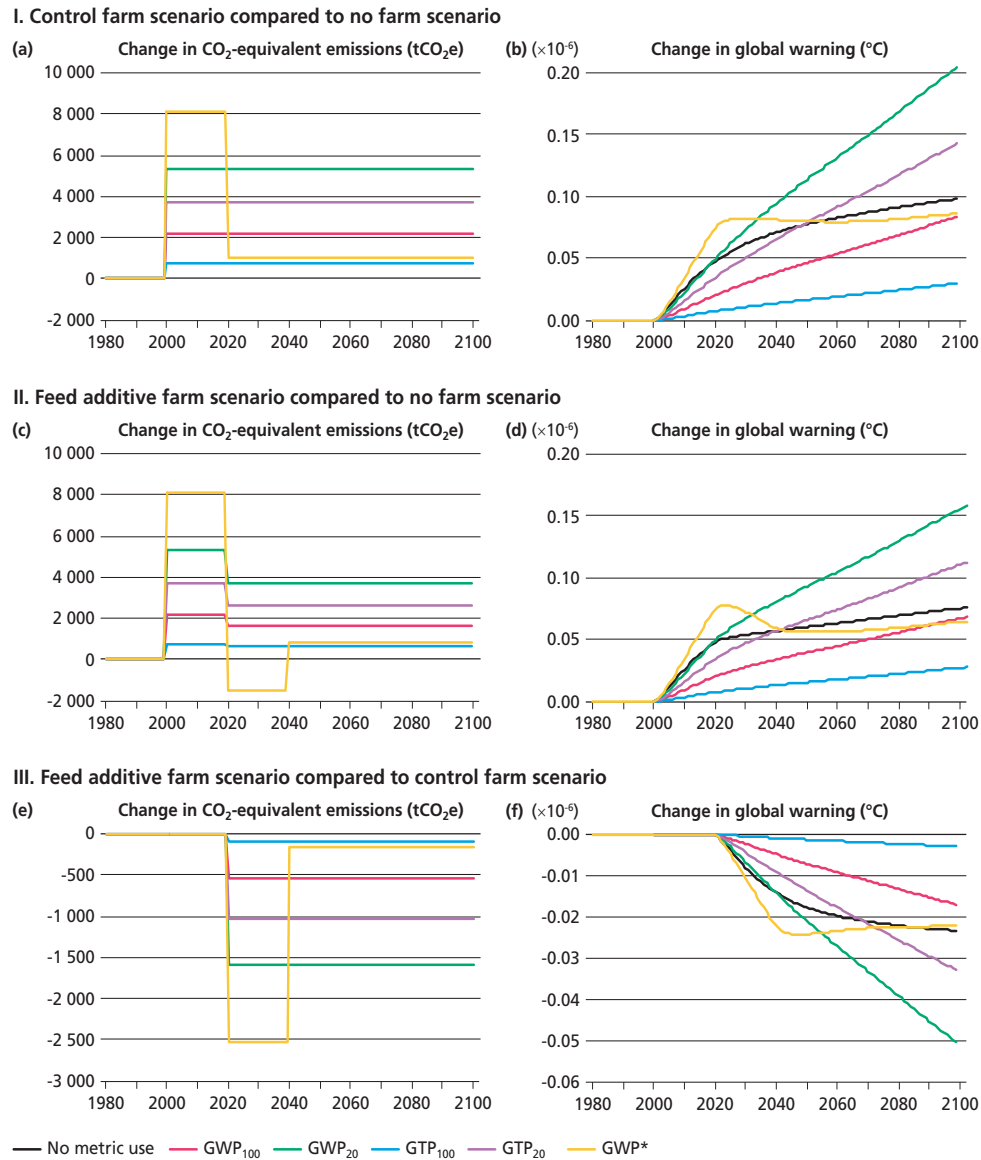 I. Control farm scenario compared to no farm scenario
(a) Change in CO₂-equivalent emissions (tCO₂e)
10 000
8 000
6 000
4 000
2 000
0
-2 000
1980 2000 2020 2040 2060 2080 2100
(b) (×10⁻⁶) Change in global warning (°C)
0.20
0.15
0.10
0.05
0.00
1980 2000 2020 2040 2060 2080 2100
II. Feed additive farm scenario compared to no farm scenario
(c) Change in CO₂-equivalent emissions (tCO₂e)
10 000
8 000
6 000
4 000
2 000
0
-2 000
1980 2000 2020 2040 2060 2080 2100
(d) (×10⁻⁶) Change in global warning (°C)
0.20
0.15
0.10
0.05
0.00
1980 2000 2020 2040 2060 2080 2100
III. Feed additive farm scenario compared to control farm scenario
(e) Change in CO₂-equivalent emissions (tCO₂e)
0
-500
-1 000
-1 500
-2 000
-2 500
-3 000
1980 2000 2020 2040 2060 2080 2100
(f) (×10⁻⁶) Change in global warning (°C)
0.00
-0.01
-0.02
-0.03
-0.04
-0.05
-0.06
1980 2000 2020 2040 2060 2080 2100
No metric use GWP₁₀₀ GWP₂₀ GTP₁₀₀ GTP₂₀ GWP*